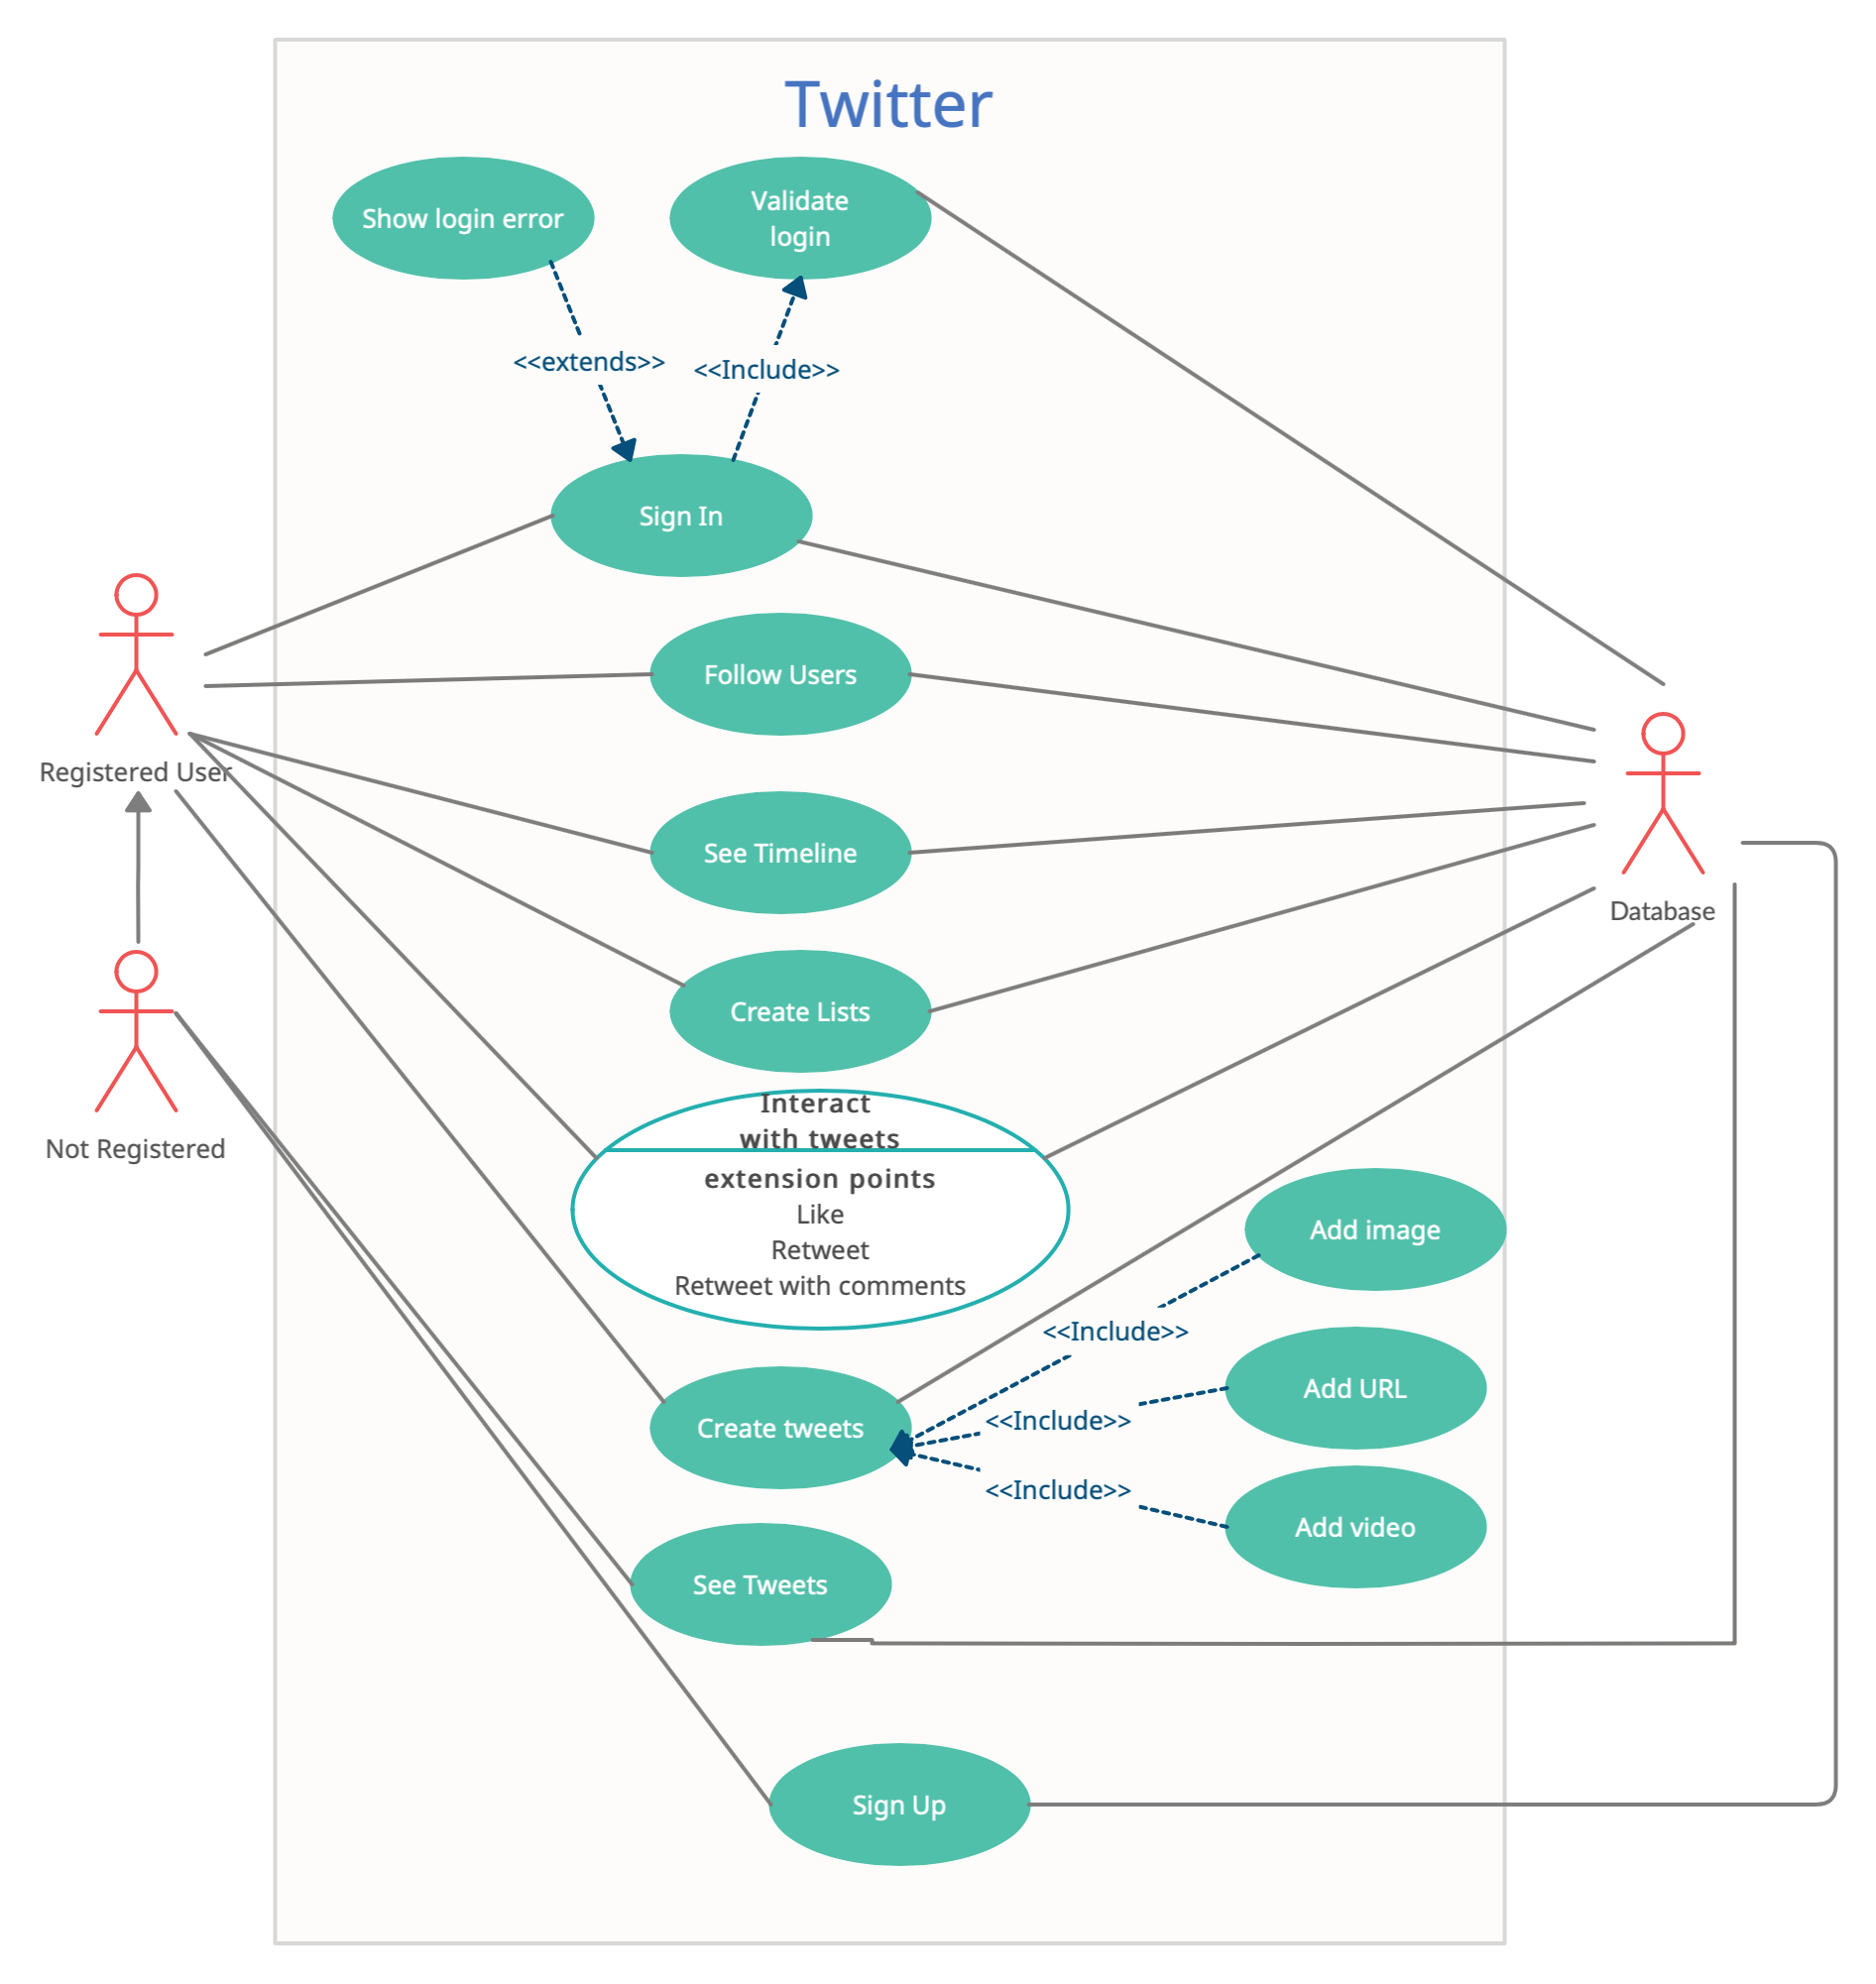 Twitter
Show login error
Validate
login
<<extends>>
<<Include>>
Sign In
Follow Users
Registered User
See Timeline
Database
Create Lists
Not Registered
Interact
with tweets
extension points
Like
Retweet
Retweet with comments
Add image
<<Include>>
Add URL
<<Include>>
Create tweets
<<Include>>
Add video
See Tweets
Sign Up